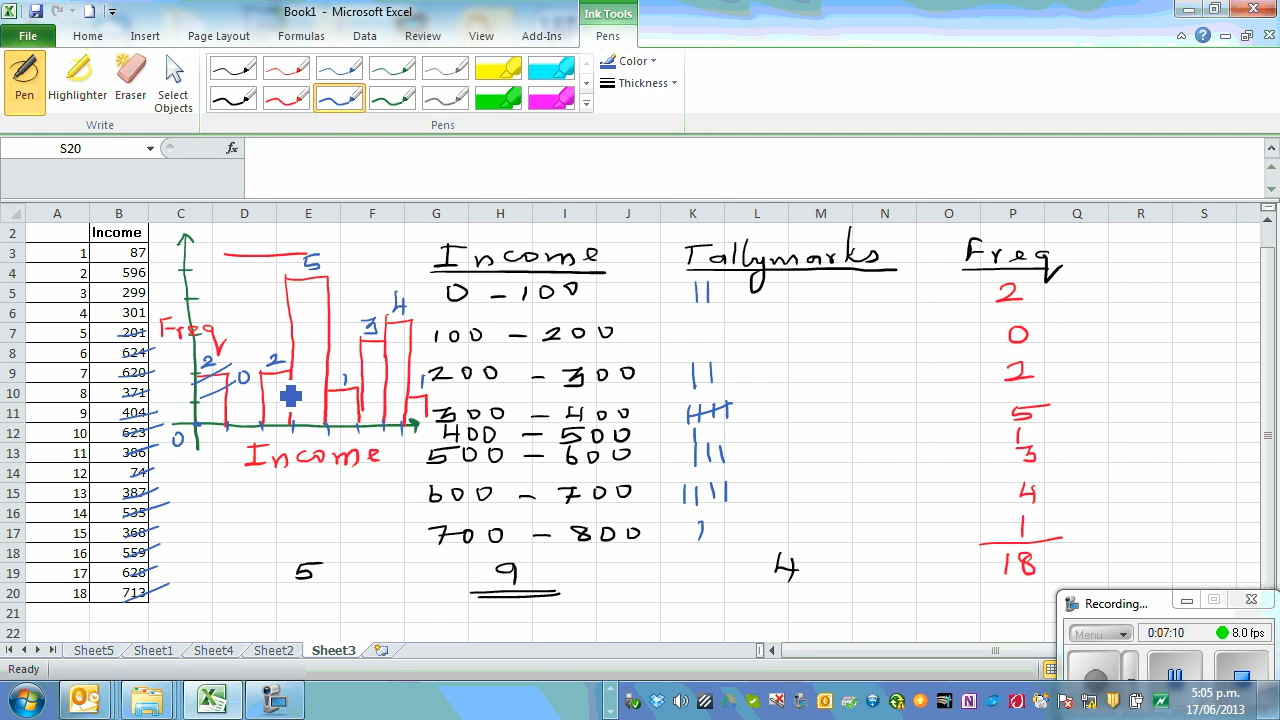 Book1 - Microsoft Excel
Ink Tools
File Home Insert Page Layout Formulas Data Review View Add-Ins Pens
Pen Highlighter Eraser Select Objects
Color
Thickness
Write Pens
S20 fx
A B C D E F G H I J K L M N O P Q R S
2 Income
3 1 87
4 2 596
5 3 299
6 4 301
7 5 201
8 6 624
9 7 620
10 8 371
11 9 404
12 10 623
13 11 386
14 12 74
15 13 387
16 14 535
17 15 368
18 16 559
19 17 628
20 18 713
21
22
Freq
2 0 2 5 1 3 4 1
0
Income
Income Tallymarks Freq
0 - 100 || 2
100 - 200 0
200 - 300 || 2
300 - 400 5
400 - 500 1
500 - 600 ||| 3
600 - 700 |||| 4
700 - 800 | 1
5 9 4 18
Sheet5 Sheet1 Sheet4 Sheet2 Sheet3
Ready
Recording...
Menu 0:07:10 8.0 fps
5:05 p.m.
17/06/2013